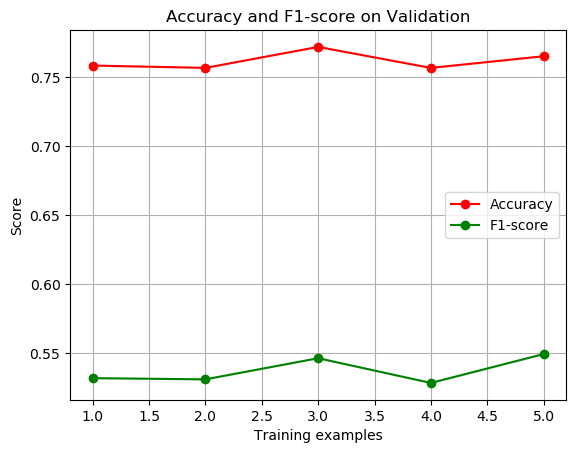 Accuracy and F1-score on Validation
Score
0.75
0.70
0.65
0.60
0.55
Accuracy
F1-score
1.0 1.5 2.0 2.5 3.0 3.5 4.0 4.5 5.0
Training examples